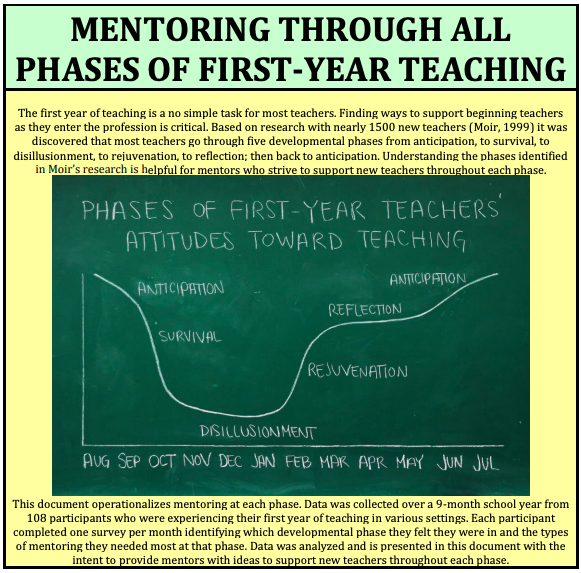 MENTORING THROUGH ALL
PHASES OF FIRST-YEAR TEACHING
The first year of teaching is a no simple task for most teachers. Finding ways to support beginning teachers
as they enter the profession is critical. Based on research with nearly 1500 new teachers (Moir, 1999) it was
discovered that most teachers go through five developmental phases from anticipation, to survival, to
disillusionment, to rejuvenation, to reflection; then back to anticipation. Understanding the phases identified
in Moir's research is helpful for mentors who strive to support new teachers throughout each phase.
PHASES OF FIRST-YEAR TEACHERS'
ATTITUDES TOWARD TEACHING
ANTICIPATION
ANTICIPATION
REFLECTION
SURVIVAL
REJUVENATION
DISILLUSIONMENT
AUG SEP OCT NOV DEC JAN FEB MAR APR MAY JUN JUL
This document operationalizes mentoring at each phase. Data was collected over a 9-month school year from
108 participants who were experiencing their first year of teaching in various settings. Each participant
completed one survey per month identifying which developmental phase they felt they were in and the types
of mentoring they needed most at that phase. Data was analyzed and is presented in this document with the
intent to provide mentors with ideas to support new teachers throughout each phase.